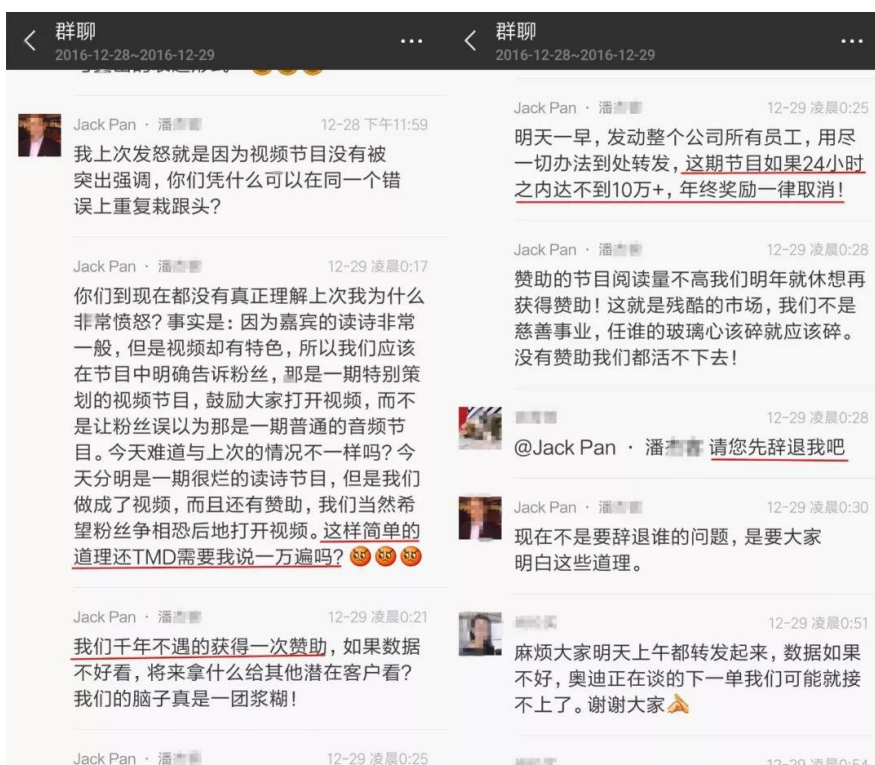 群聊
2016-12-28~2016-12-29
Jack Pan · 潘
12-28 下午11:59
我上次发怒就是因为视频节目没有被
突出强调，你们凭什么可以在同一个错
误上重复栽跟头？
Jack Pan · 潘
12-29 凌晨0:17
你们到现在都没有真正理解上次我为什么
非常愤怒？事实是：因为嘉宾的读诗非常
一般，但是视频却有特色，所以我们应该
在节目中明确告诉粉丝，那是一期特别策
划的视频节目，鼓励大家打开视频，而不
是让粉丝误以为那是一期普通的音频节
目。今天难道与上次的情况不一样吗？今
天分明是一期很烂的读诗节目，但是我们
做成了视频，而且还有赞助，我们当然希
望粉丝争相恐后地打开视频。这样简单的
道理还TMD需要我说一万遍吗？
Jack Pan · 潘
12-29 凌晨0:21
我们千年不遇的获得一次赞助，如果数据
不好看，将来拿什么给其他潜在客户看？
我们的脑子真是一团浆糊！
Jack Pan · 潘
12-29 凌晨0:25
群聊
2016-12-28~2016-12-29
Jack Pan · 潘
12-29 凌晨0:25
明天一早，发动整个公司所有员工，用尽
一切办法到处转发，这期节目如果24小时
之内达不到10万+，年终奖励一律取消！
Jack Pan · 潘
12-29 凌晨0:28
赞助的节目阅读量不高我们明年就休想再
获得赞助！这就是残酷的市场，我们不是
慈善事业，任谁的玻璃心该碎就应该碎。
没有赞助我们都活不下去！
12-29 凌晨0:28
@Jack Pan · 潘 请您先辞退我吧
Jack Pan · 潘
12-29 凌晨0:30
现在不是要辞退谁的问题，是要大家
明白这些道理。
12-29 凌晨0:51
麻烦大家明天上午都转发起来，数据如果
不好，奥迪正在谈的下一单我们可能就接
不上了。谢谢大家
12-29 凌晨0:54